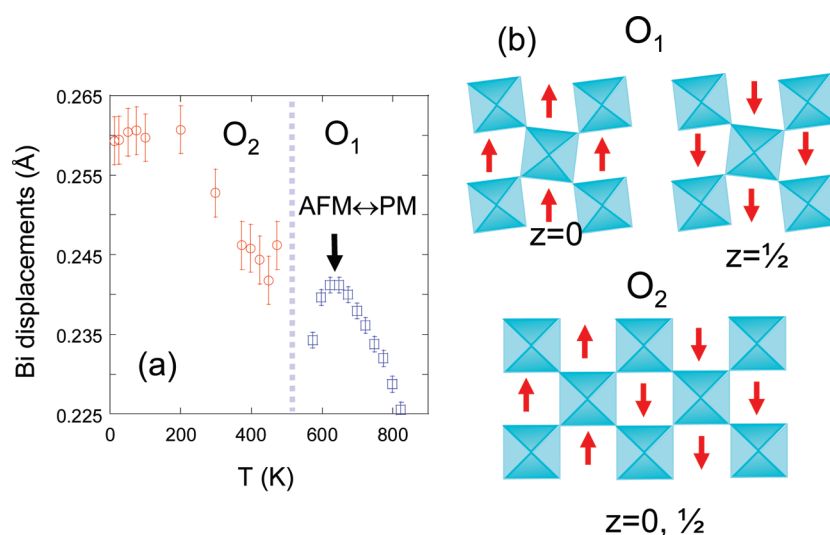 (a)
Bi displacements (Å)
0.265
0.255
0.245
0.235
0.225
0 200 400 600 800
T (K)
O₂ O₁
AFM↔PM
(b) O₁
z=0
z=½
O₂
z=0, ½